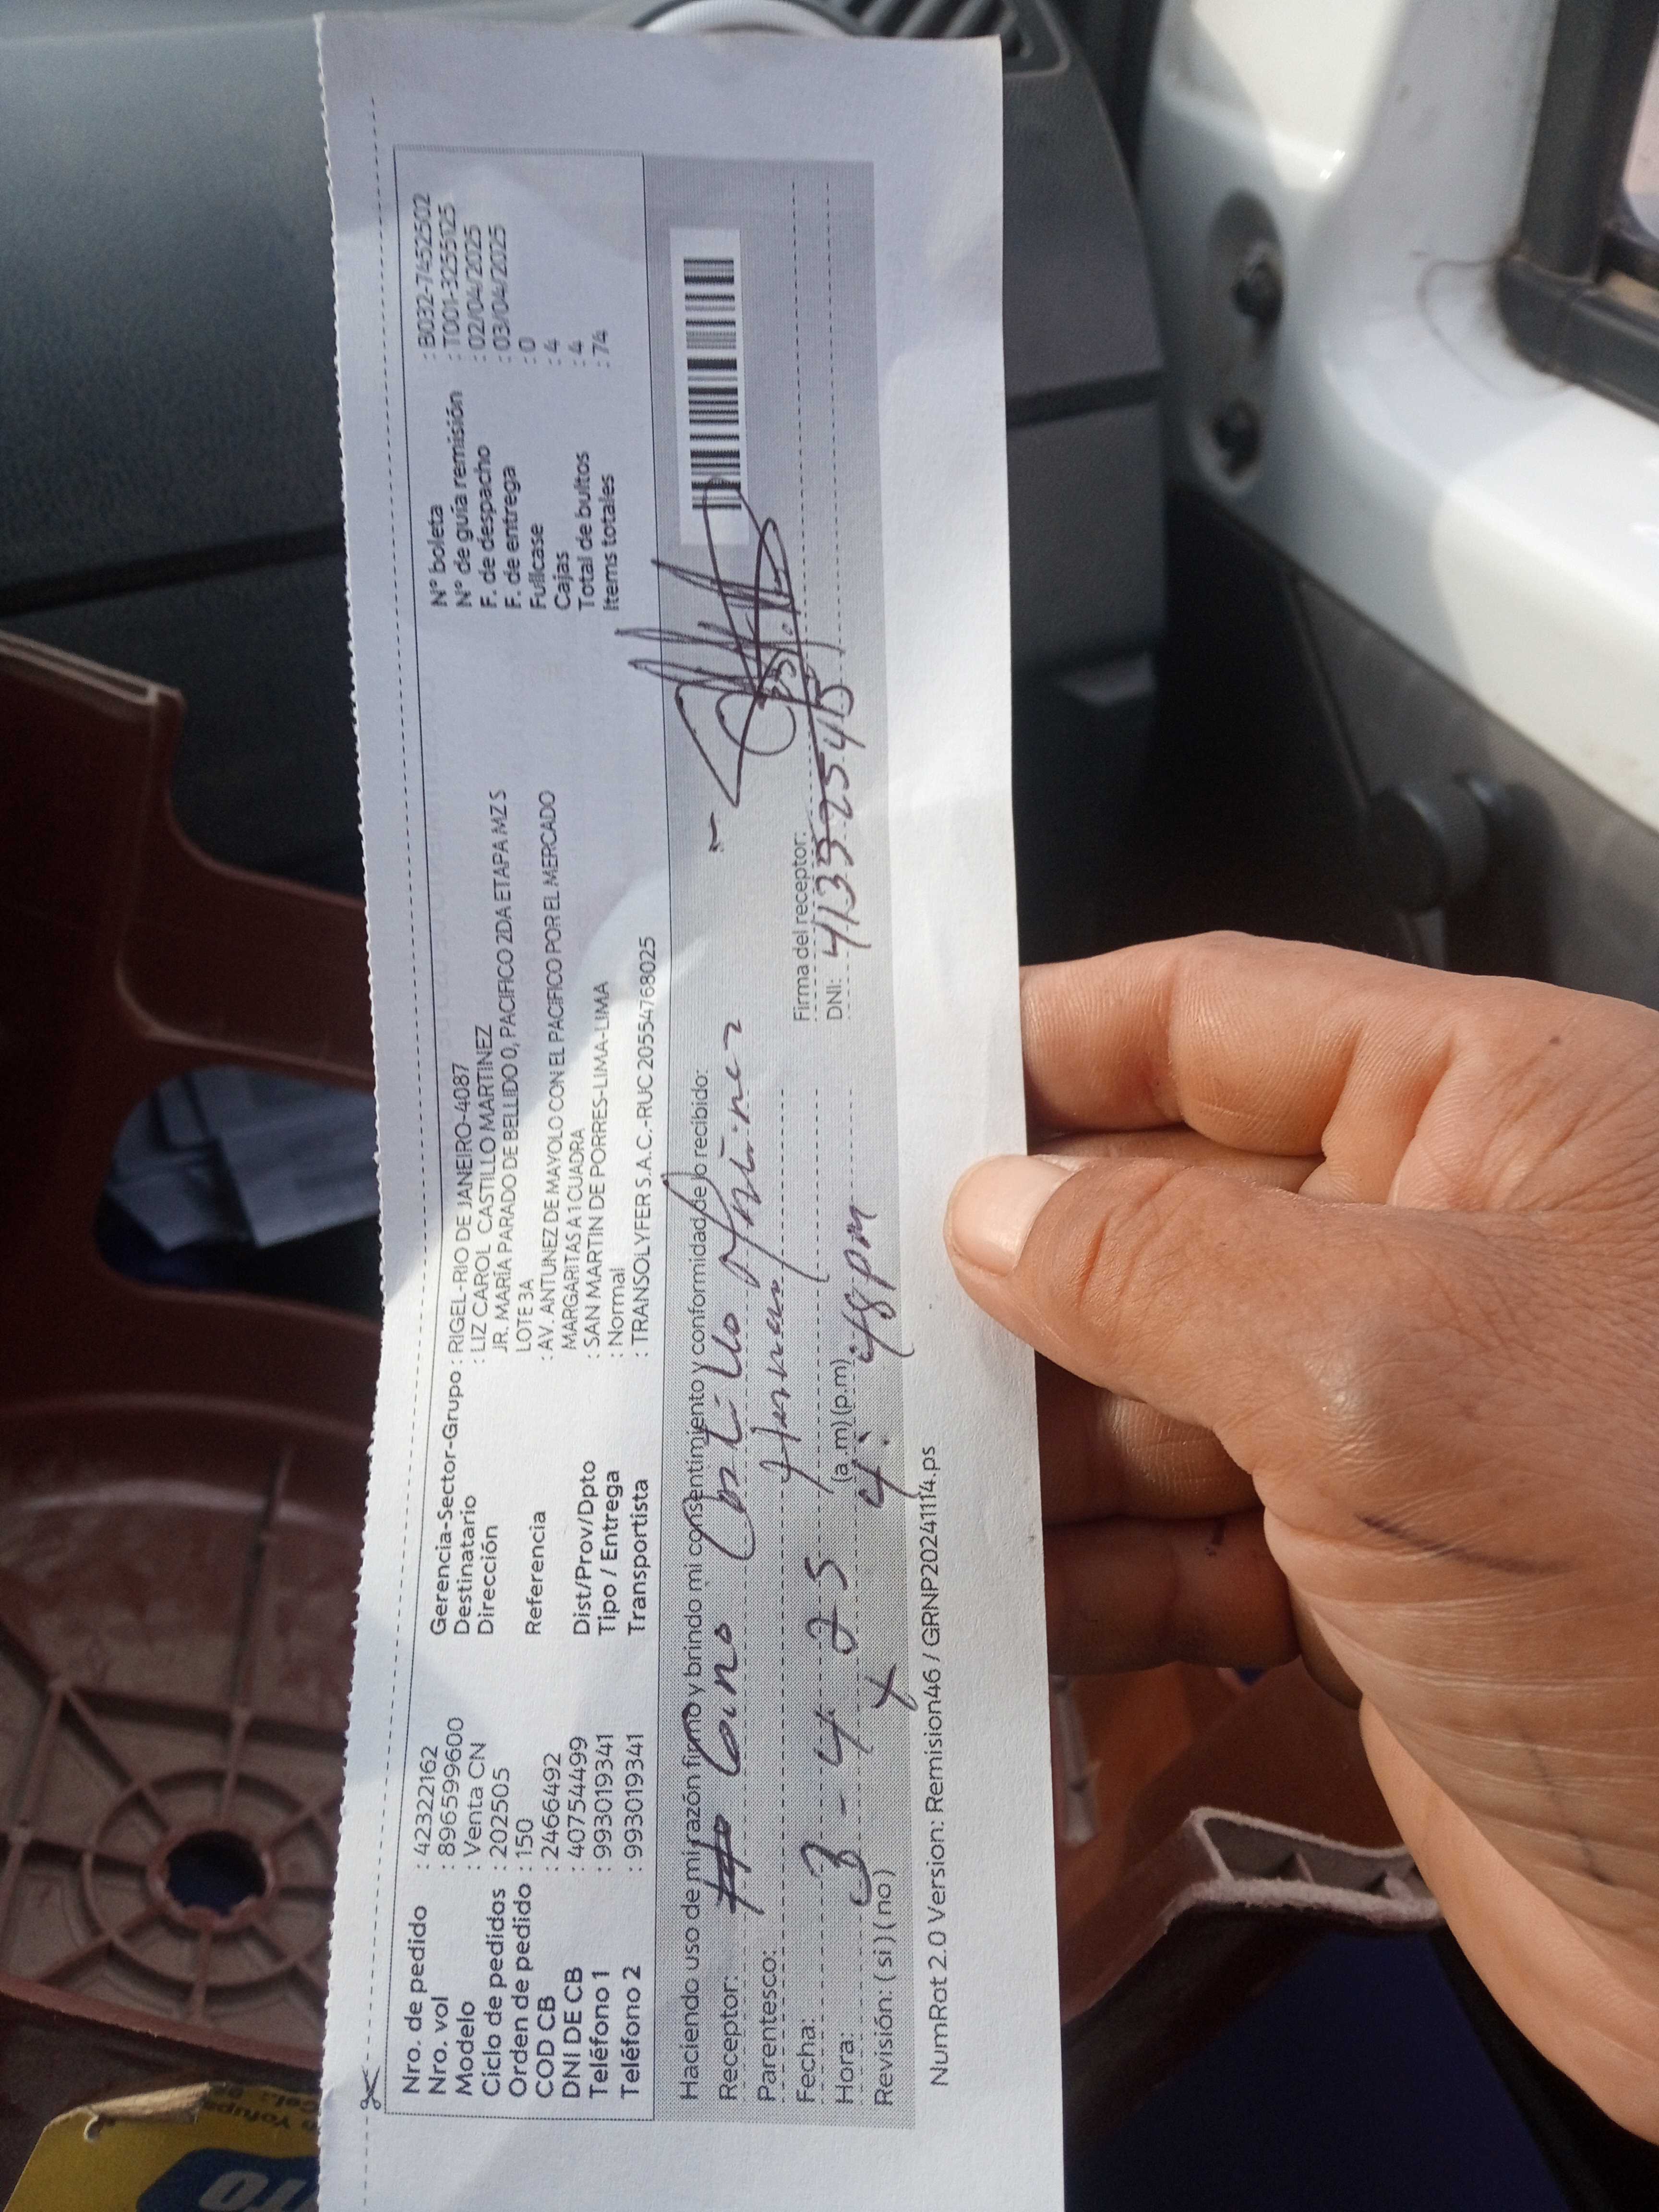 Nro. de pedido : 42322162
Nro. vol : 896599600
Modelo : Venta CN
Ciclo de pedidos : 202505
Orden de pedido : 150
COD CB : 2466492
DNI DE CB : 40754499
Teléfono 1 : 993019341
Teléfono 2 : 993019341
Gerencia-Sector-Grupo : RIGEL-RIO DE JANEIRO-4087
Destinatario : LIZ CAROL CASTILLO MARTINEZ
Dirección JR. MARÍA PARADO DE BELLIDO 0, PACIFICO 2DA ETAPA MZ S
LOTE 3A
Referencia : AV. ANTUNEZ DE MAYOLO CON EL PACIFICO POR EL MERCADO
MARGARITAS A 1 CUADRA
Dist/Prov/Dpto : SAN MARTIN DE PORRES-LIMA-LIMA
Tipo / Entrega : Normal
Transportista : TRANSOLYFER S.A.C.-RUC 20554768025
N° boleta : B032-74525502
N° de guía remisión : T001-32555125
F. de despacho : 02/04/2025
F. de entrega : 03/04/2025
Fullcase : 0
Cajas : 4
Total de bultos : 4
Items totales : 74
Haciendo uso de mi razón firmo y brindo mi consentimiento y conformidad de lo recibido:
Receptor: Castillo
Parentesco:
Fecha: 3 - 4 - 25
Firma del receptor:
Hora: (a.m) (p.m) 4:48 pm
DNI:
Revisión: ( si ) ( no ) x
NumRot 2.0 Version: Remision46 / GRNP20241114.ps